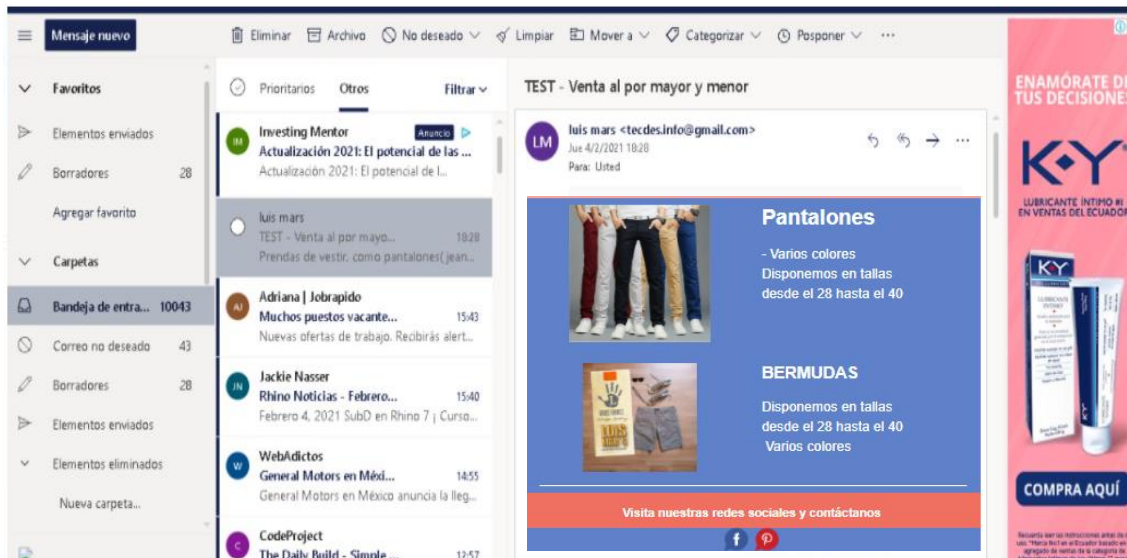 Mensaje nuevo
Eliminar
Archivo
No deseado
Limpiar
Mover a
Categorizar
Posponer
Favoritos
Elementos enviados
Borradores 28
Agregar favorito
Carpetas
Bandeja de entra... 10043
Correo no deseado 43
Borradores 28
Elementos enviados
Elementos eliminados
Nueva carpeta...
Prioritarios Otros Filtrar
IM
Investing Mentor Anuncio
Actualización 2021: El potencial de las ...
Actualización 2021: El potencial de l...
luis mars
TEST - Venta al por mayo... 18:28
Prendas de vestir, como pantalones( jean...
AJ
Adriana | Jobrapido
Muchos puestos vacante... 15:43
Nuevas ofertas de trabajo. Recibirás alert...
JN
Jackie Nasser
Rhino Noticias - Febrero... 15:40
Febrero 4, 2021 SubD en Rhino 7 ¡ Curso...
W
WebAdictos
General Motors en Méxi... 14:55
General Motors en México anuncia la lleg...
C
CodeProject
The Daily Build - Simple ... 12:57
TEST - Venta al por mayor y menor
LM
luis mars <tecdes.info@gmail.com>
Jue 4/2/2021 18:28
Para: Usted
Pantalones
- Varios colores
Disponemos en tallas
desde el 28 hasta el 40
BERMUDAS
Disponemos en tallas
desde el 28 hasta el 40
Varios colores
Visita nuestras redes sociales y contáctanos
ENAMÓRATE DE
TUS DECISIONES
K-Y
LUBRICANTE ÍNTIMO #1
EN VENTAS DEL ECUADOR
KY
LUBRICANTE
ÍNTIMO
COMPRA AQUÍ